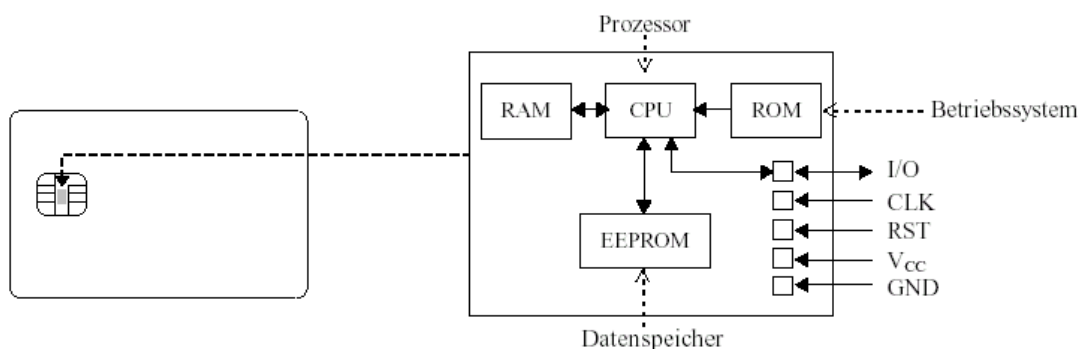 Prozessor
RAM
CPU
ROM
Betriebssystem
I/O
CLK
RST
VCC
EEPROM
GND
Datenspeicher